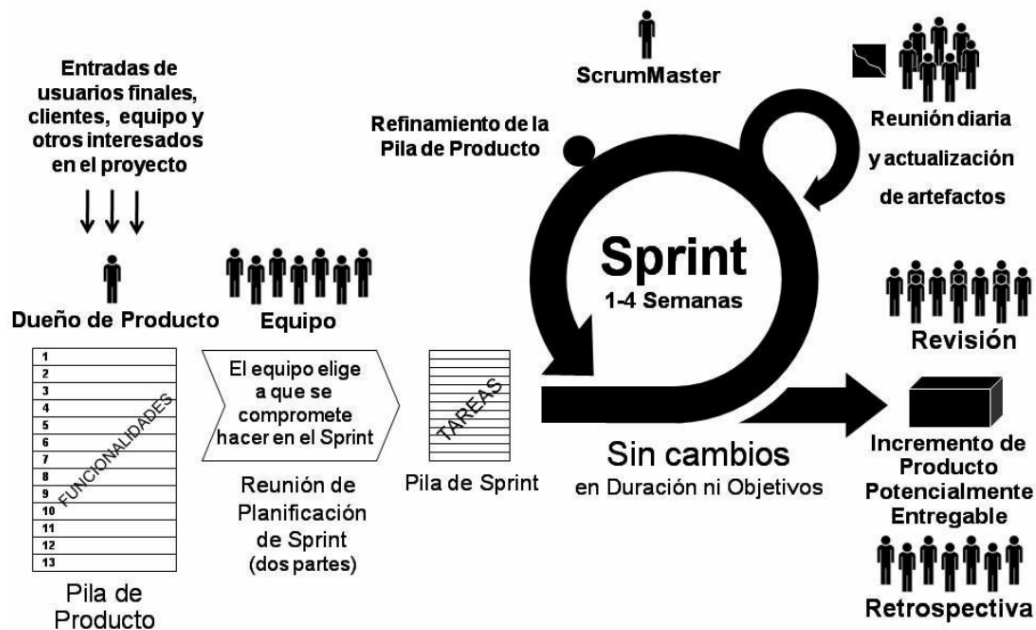 Entradas de
usuarios finales,
clientes, equipo y
otros interesados
en el proyecto
Dueño de Producto
1
2
3
4
5
6
7
8
9
10
11
12
13
FUNCIONALIDADES
Pila de
Producto
Equipo
El equipo elige
a que se
compromete
hacer en el Sprint
Reunión de
Planificación
de Sprint
(dos partes)
TAREAS
Pila de Sprint
ScrumMaster
Refinamiento de la
Pila de Producto
Sprint
1-4 Semanas
Sin cambios
en Duración ni Objetivos
Reunión diaria
y actualización
de artefactos
Revisión
Incremento de
Producto
Potencialmente
Entregable
Retrospectiva